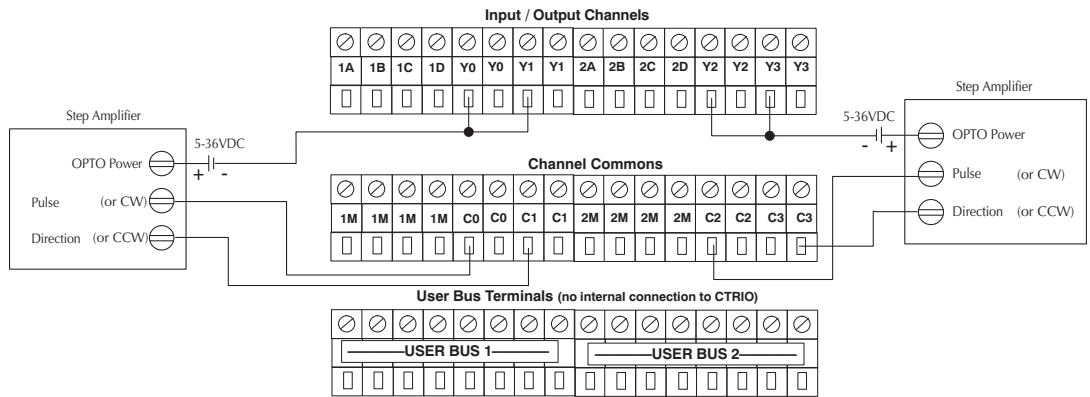 Input / Output Channels
1A 1B 1C 1D Y0 Y0 Y1 Y1 2A 2B 2C 2D Y2 Y2 Y3 Y3
Step Amplifier
5-36VDC
OPTO Power
+ -
Pulse (or CW)
Direction (or CCW)
Step Amplifier
5-36VDC
OPTO Power
- +
Pulse (or CW)
Direction (or CCW)
Channel Commons
1M 1M 1M 1M C0 C0 C1 C1 2M 2M 2M 2M C2 C2 C3 C3
User Bus Terminals (no internal connection to CTRIO)
USER BUS 1 USER BUS 2